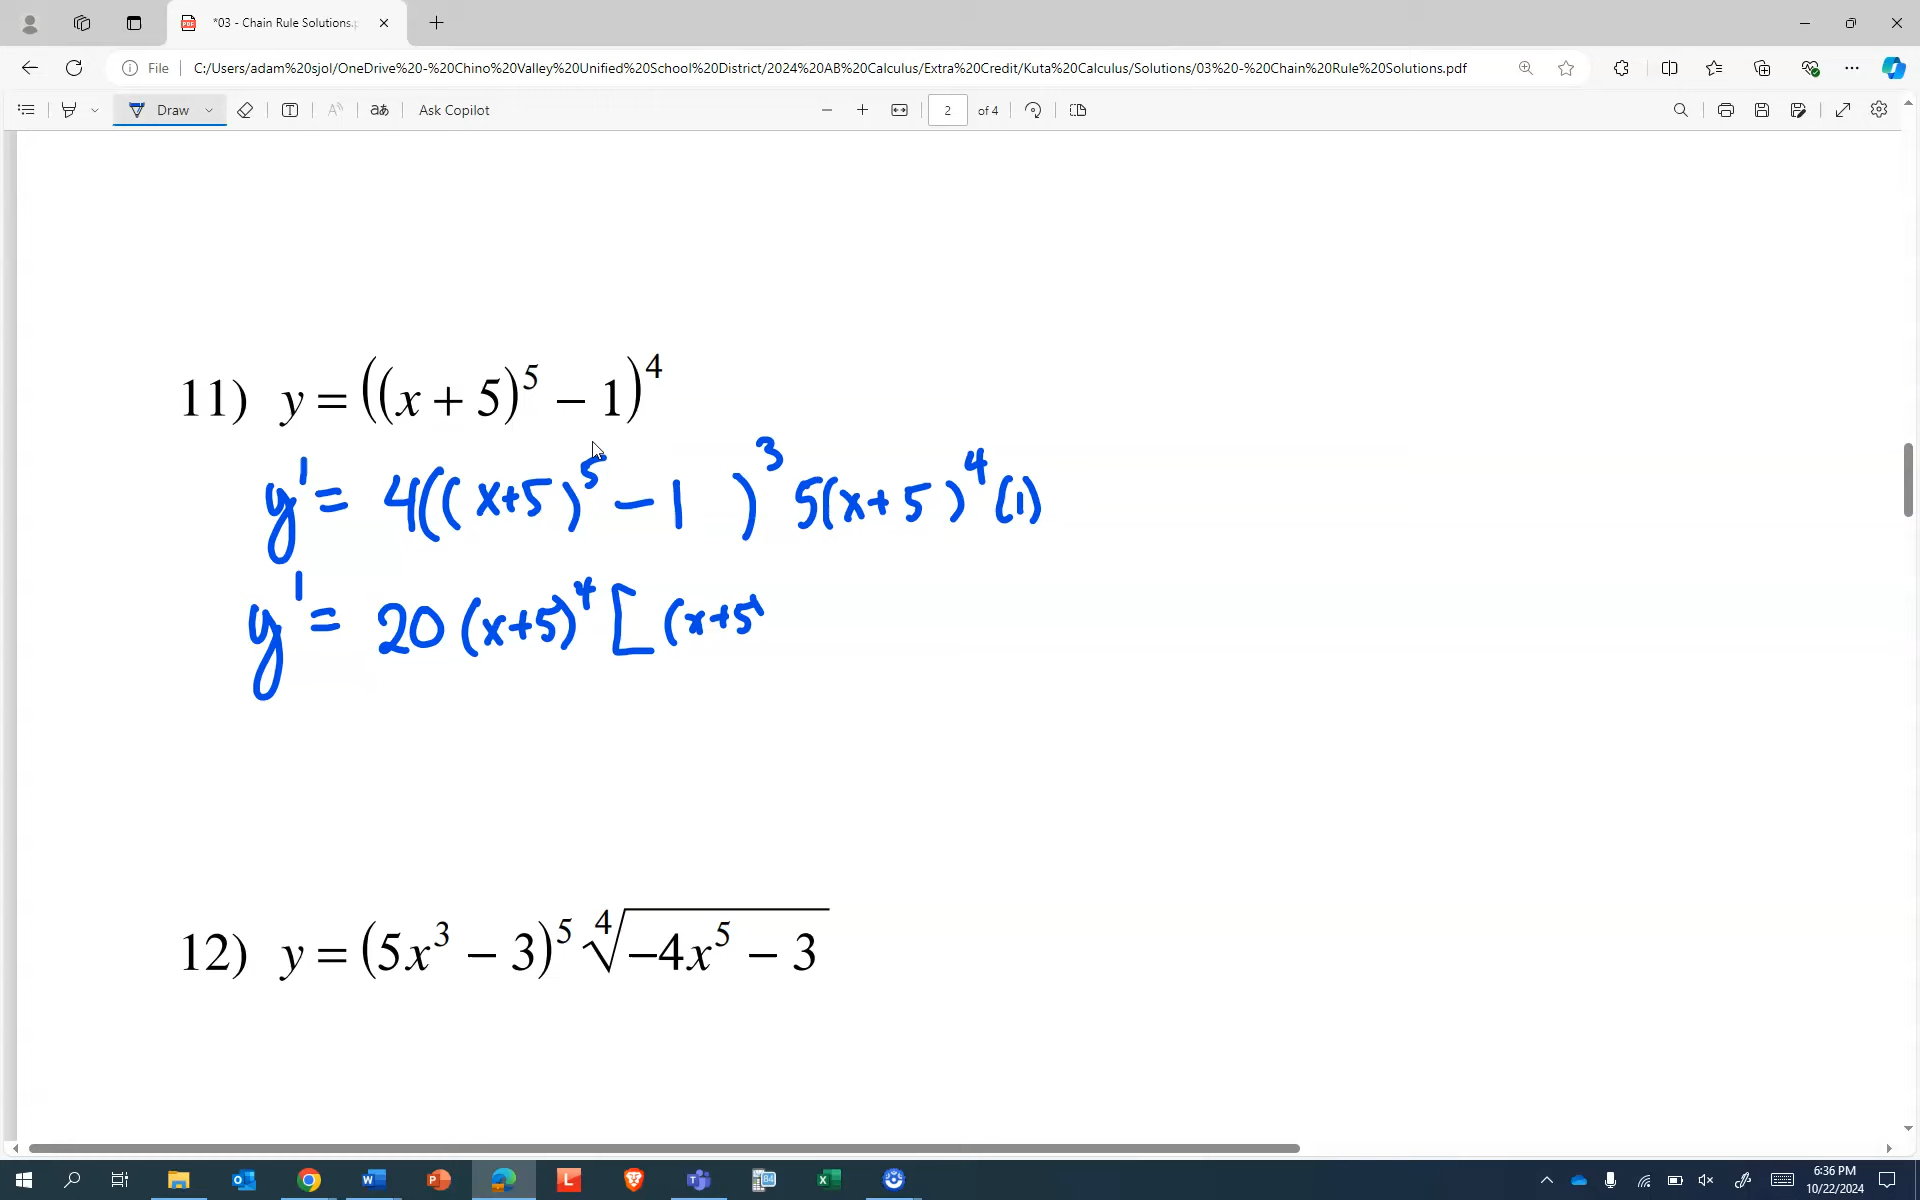 *03 - Chain Rule Solutions.p
File C:/Users/adam%20sjol/OneDrive%20-%20Chino%20Valley%20Unified%20School%20District/2024%20AB%20Calculus/Extra%20Credit/Kuta%20Calculus/Solutions/03%20-%20Chain%20Rule%20Solutions.pdf
Draw T aあ Ask Copilot 2 of 4
11) y = ((x + 5)^5 − 1)^4
y' = 4((x+5)^5 − 1)^3 5(x+5)^4 (1)
y' = 20 (x+5)^4 [ (x+5
12) y = (5x^3 − 3)^5 ∜(−4x^5 − 3)
6:36 PM
10/22/2024